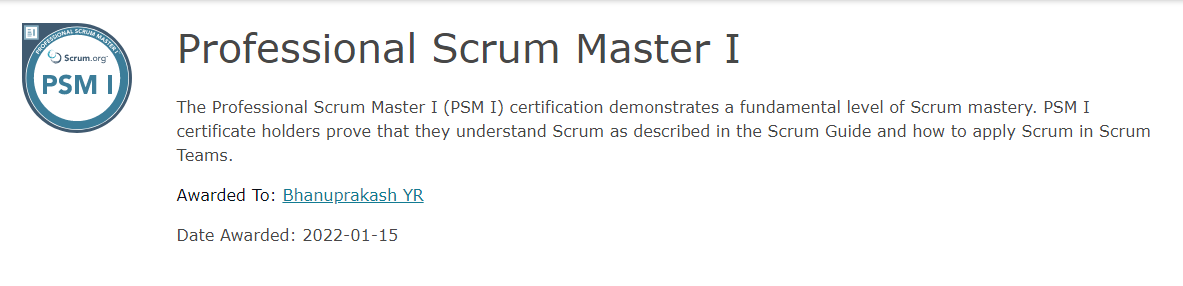 PROFESSIONAL SCRUM MASTER I
Scrum.org
PSM I
Professional Scrum Master I
The Professional Scrum Master I (PSM I) certification demonstrates a fundamental level of Scrum mastery. PSM I
certificate holders prove that they understand Scrum as described in the Scrum Guide and how to apply Scrum in Scrum
Teams.
Awarded To: Bhanuprakash YR
Date Awarded: 2022-01-15